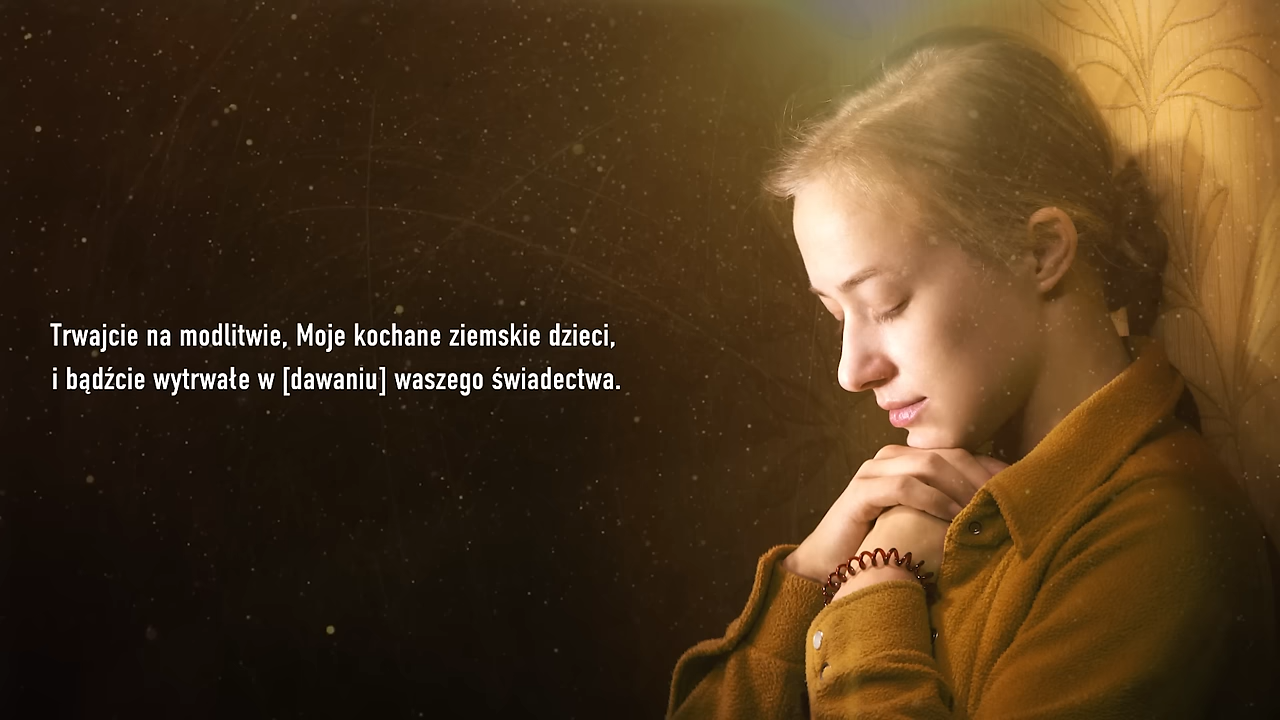 Trwajcie na modlitwie, Moje kochane ziemskie dzieci,
i bądźcie wytrwałe w [dawaniu] waszego świadectwa.